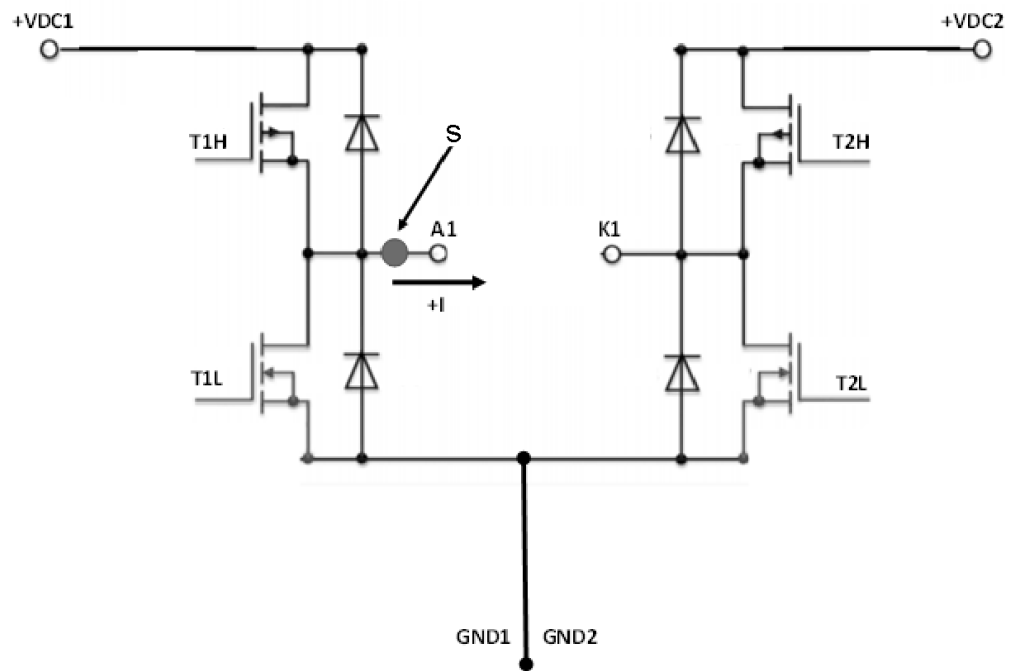 +VDC1
+VDC2
T1H
S
T2H
A1
K1
+I
T1L
T2L
GND1 GND2